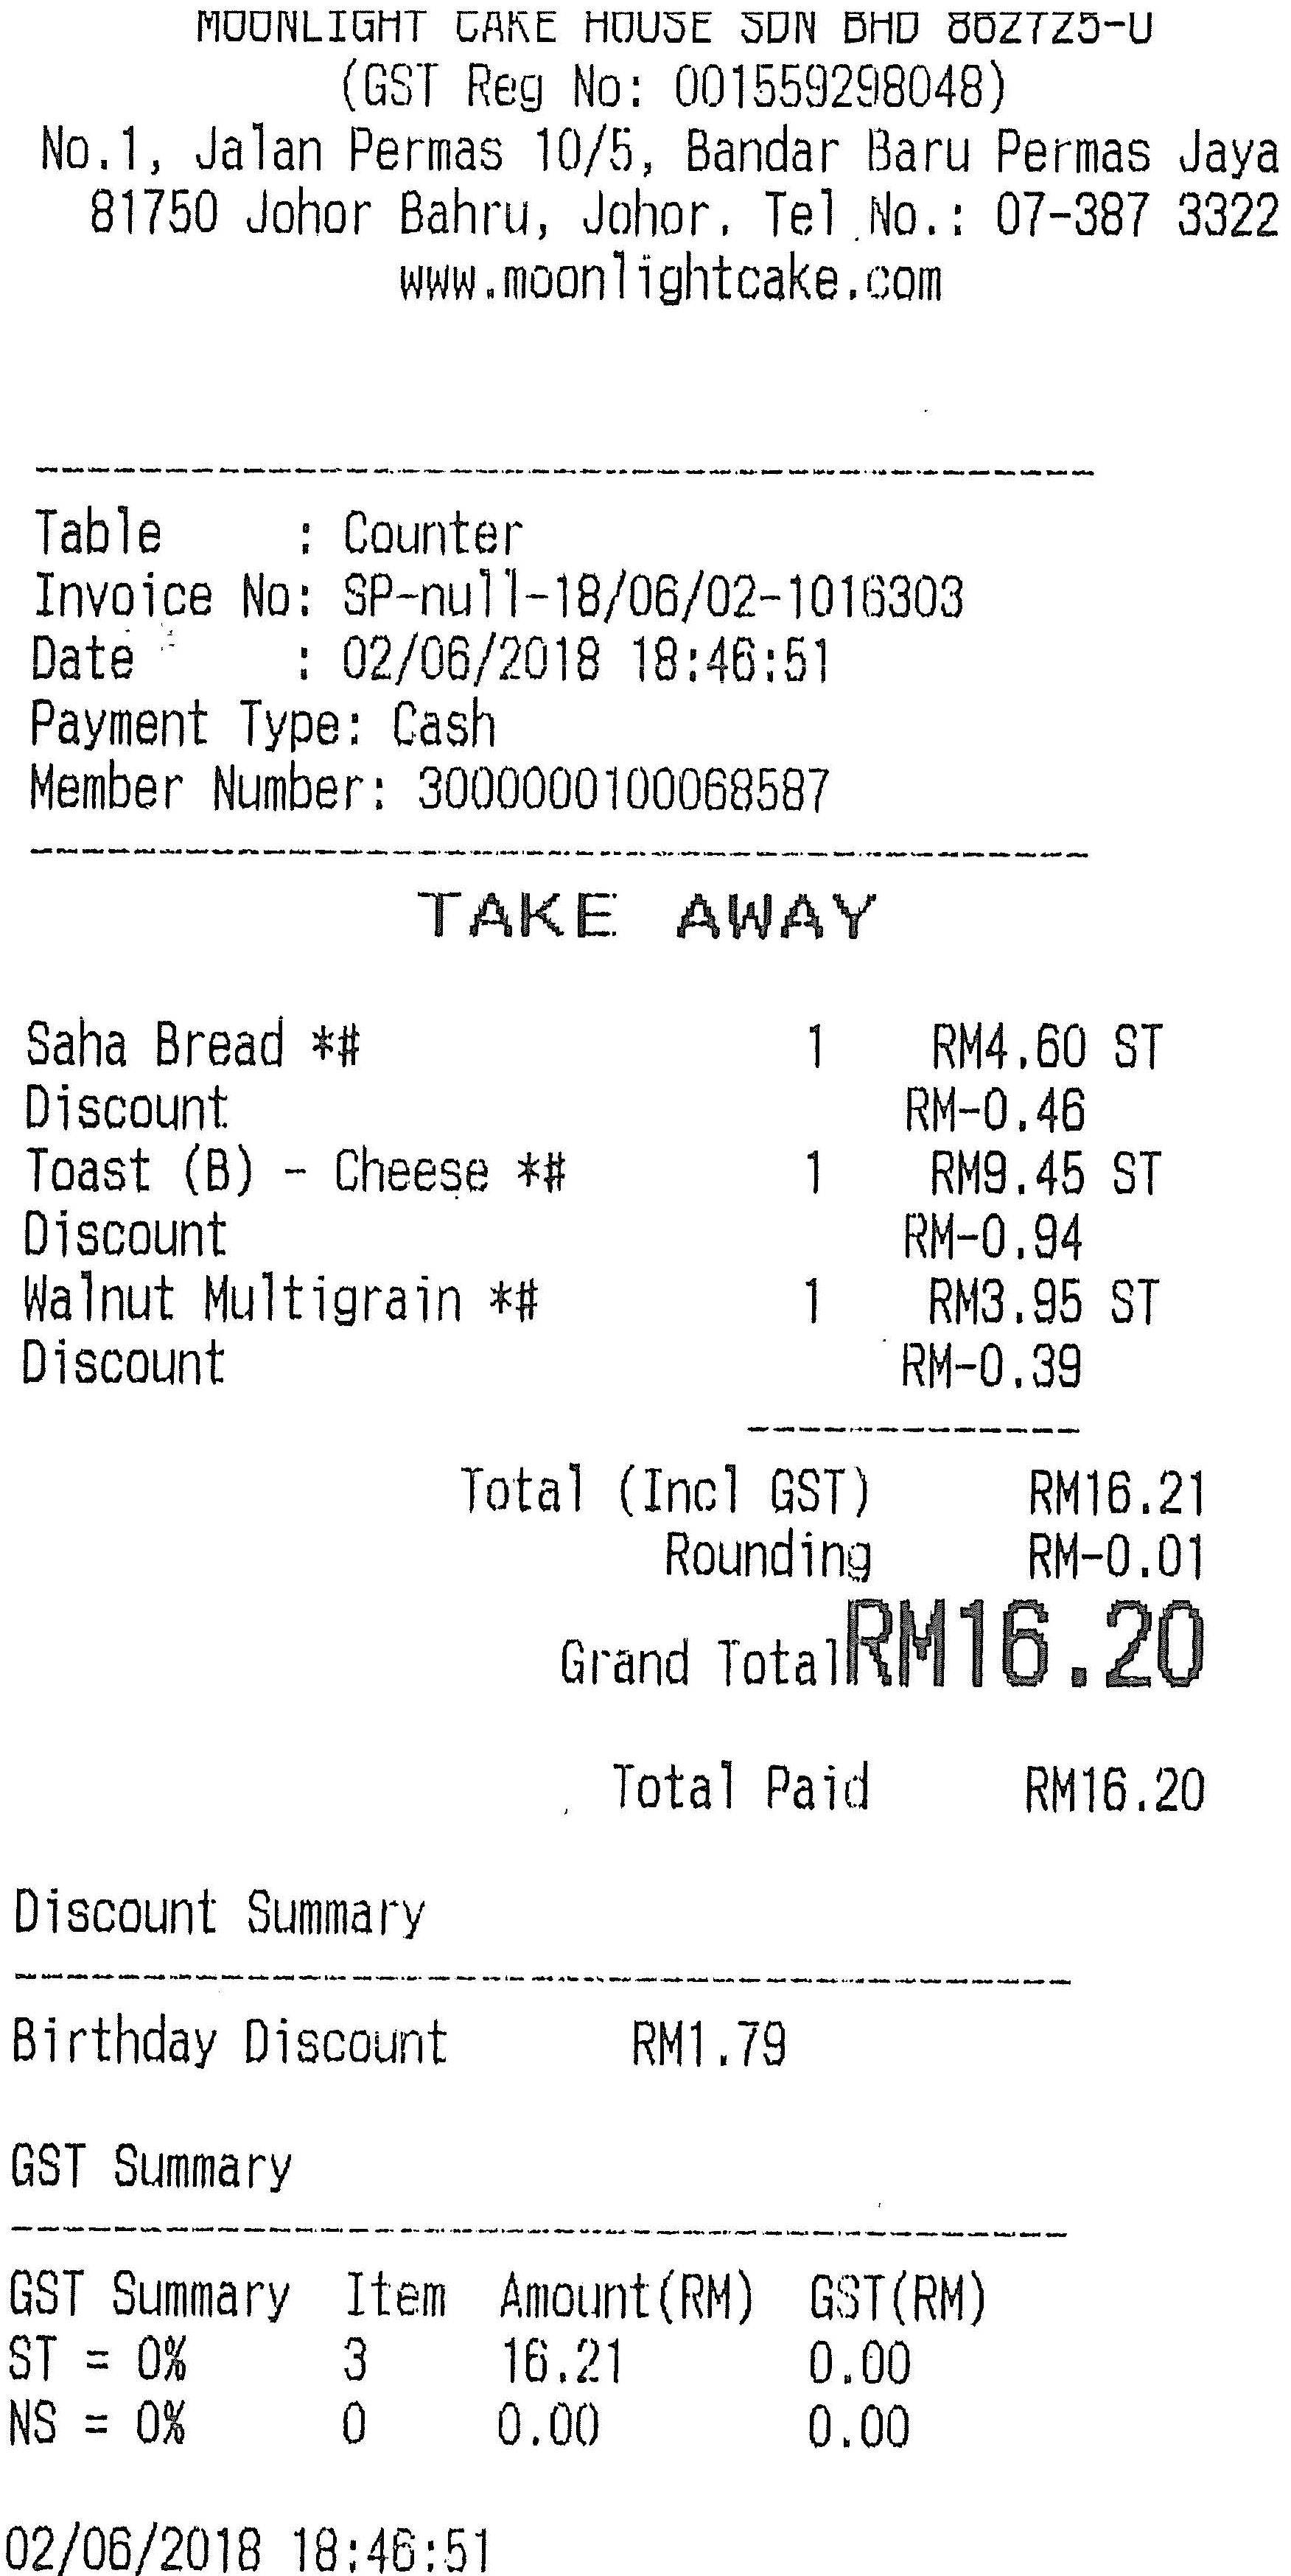 MOONLIGHT CAKE HOUSE SDN BHD 862725-U
(GST Reg No: 001559298048)
No.1, Jalan Permas 10/5, Bandar Baru Permas Jaya
81750 Johor Bahru, Johor. Tel No.: 07-387 3322
www.moonlightcake.com
Table : Counter
Invoice No: SP-null-18/06/02-1016303
Date : 02/06/2018 18:46:51
Payment Type: Cash
Member Number: 3000000100068587
TAKE AWAY
Saha Bread *# 1 RM4.60 ST
Discount RM-0.46
Toast (B) - Cheese *# 1 RM9.45 ST
Discount RM-0.94
Walnut Multigrain *# 1 RM3.95 ST
Discount RM-0.39
Total (Incl GST) RM16.21
Rounding RM-0.01
Grand Total RM16.20
Total Paid RM16.20
Discount Summary
Birthday Discount RM1.79
GST Summary
GST Summary Item Amount(RM) GST(RM)
ST = 0% 3 16.21 0.00
NS = 0% 0 0.00 0.00
02/06/2018 18:46:51